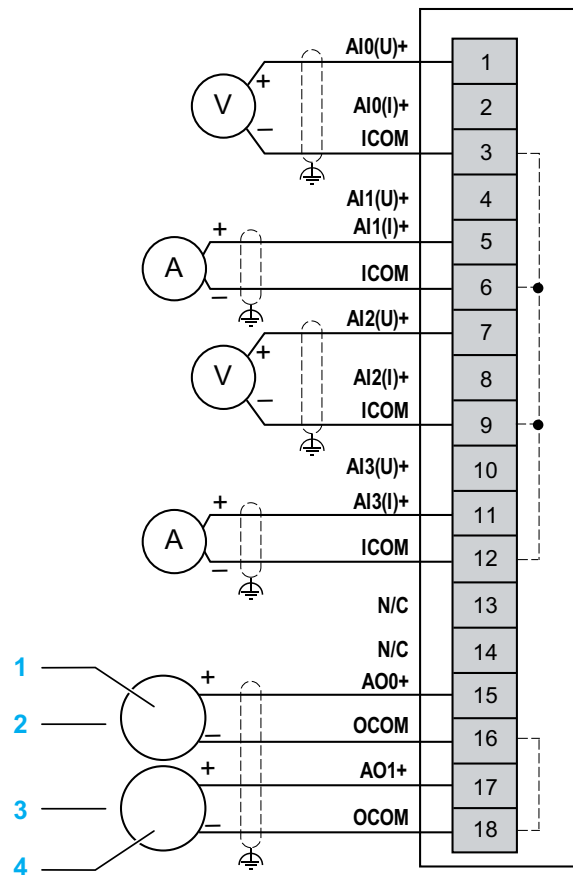 AI0(U)+ 1
+
V
AI0(I)+ 2
−
ICOM 3
AI1(U)+ 4
+ AI1(I)+ 5
A
− ICOM 6
AI2(U)+ 7
+
V
AI2(I)+ 8
−
ICOM 9
AI3(U)+ 10
+ AI3(I)+ 11
A
− ICOM 12
N/C 13
N/C 14
1 + AO0+ 15
2 − OCOM 16
3 + AO1+ 17
4 − OCOM 18